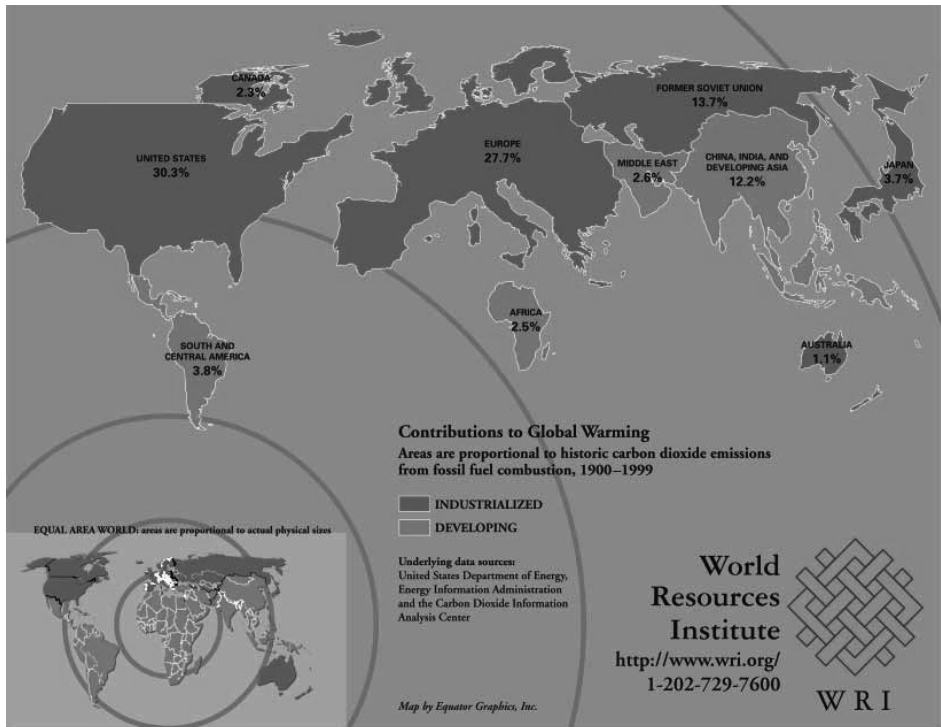 CANADA
2.3%
UNITED STATES
30.3%
EUROPE
27.7%
FORMER SOVIET UNION
13.7%
MIDDLE EAST
2.6%
CHINA, INDIA, AND
DEVELOPING ASIA
12.2%
JAPAN
3.7%
SOUTH AND
CENTRAL AMERICA
3.8%
AFRICA
2.5%
AUSTRALIA
1.1%
Contributions to Global Warming
Areas are proportional to historic carbon dioxide emissions
from fossil fuel combustion, 1900–1999
INDUSTRIALIZED
DEVELOPING
EQUAL AREA WORLD: areas are proportional to actual physical sizes
Underlying data sources:
United States Department of Energy,
Energy Information Administration
and the Carbon Dioxide Information
Analysis Center
Map by Equator Graphics, Inc.
World
Resources
Institute
http://www.wri.org/
1-202-729-7600
WRI